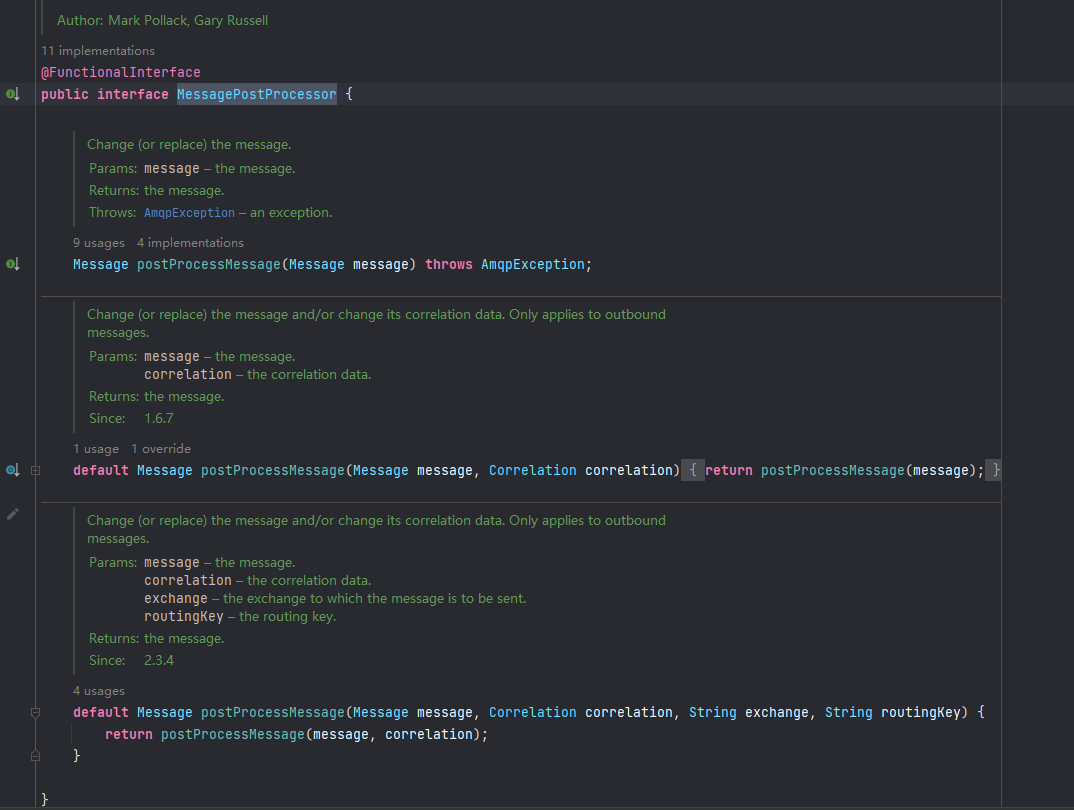 Author: Mark Pollack, Gary Russell
11 implementations
@FunctionalInterface
public interface MessagePostProcessor {
Change (or replace) the message.
Params: message – the message.
Returns: the message.
Throws: AmqpException – an exception.
9 usages 4 implementations
Message postProcessMessage(Message message) throws AmqpException;
Change (or replace) the message and/or change its correlation data. Only applies to outbound
messages.
Params: message – the message.
correlation – the correlation data.
Returns: the message.
Since: 1.6.7
1 usage 1 override
default Message postProcessMessage(Message message, Correlation correlation) { return postProcessMessage(message); }
Change (or replace) the message and/or change its correlation data. Only applies to outbound
messages.
Params: message – the message.
correlation – the correlation data.
exchange – the exchange to which the message is to be sent.
routingKey – the routing key.
Returns: the message.
Since: 2.3.4
4 usages
default Message postProcessMessage(Message message, Correlation correlation, String exchange, String routingKey) {
return postProcessMessage(message, correlation);
}
}